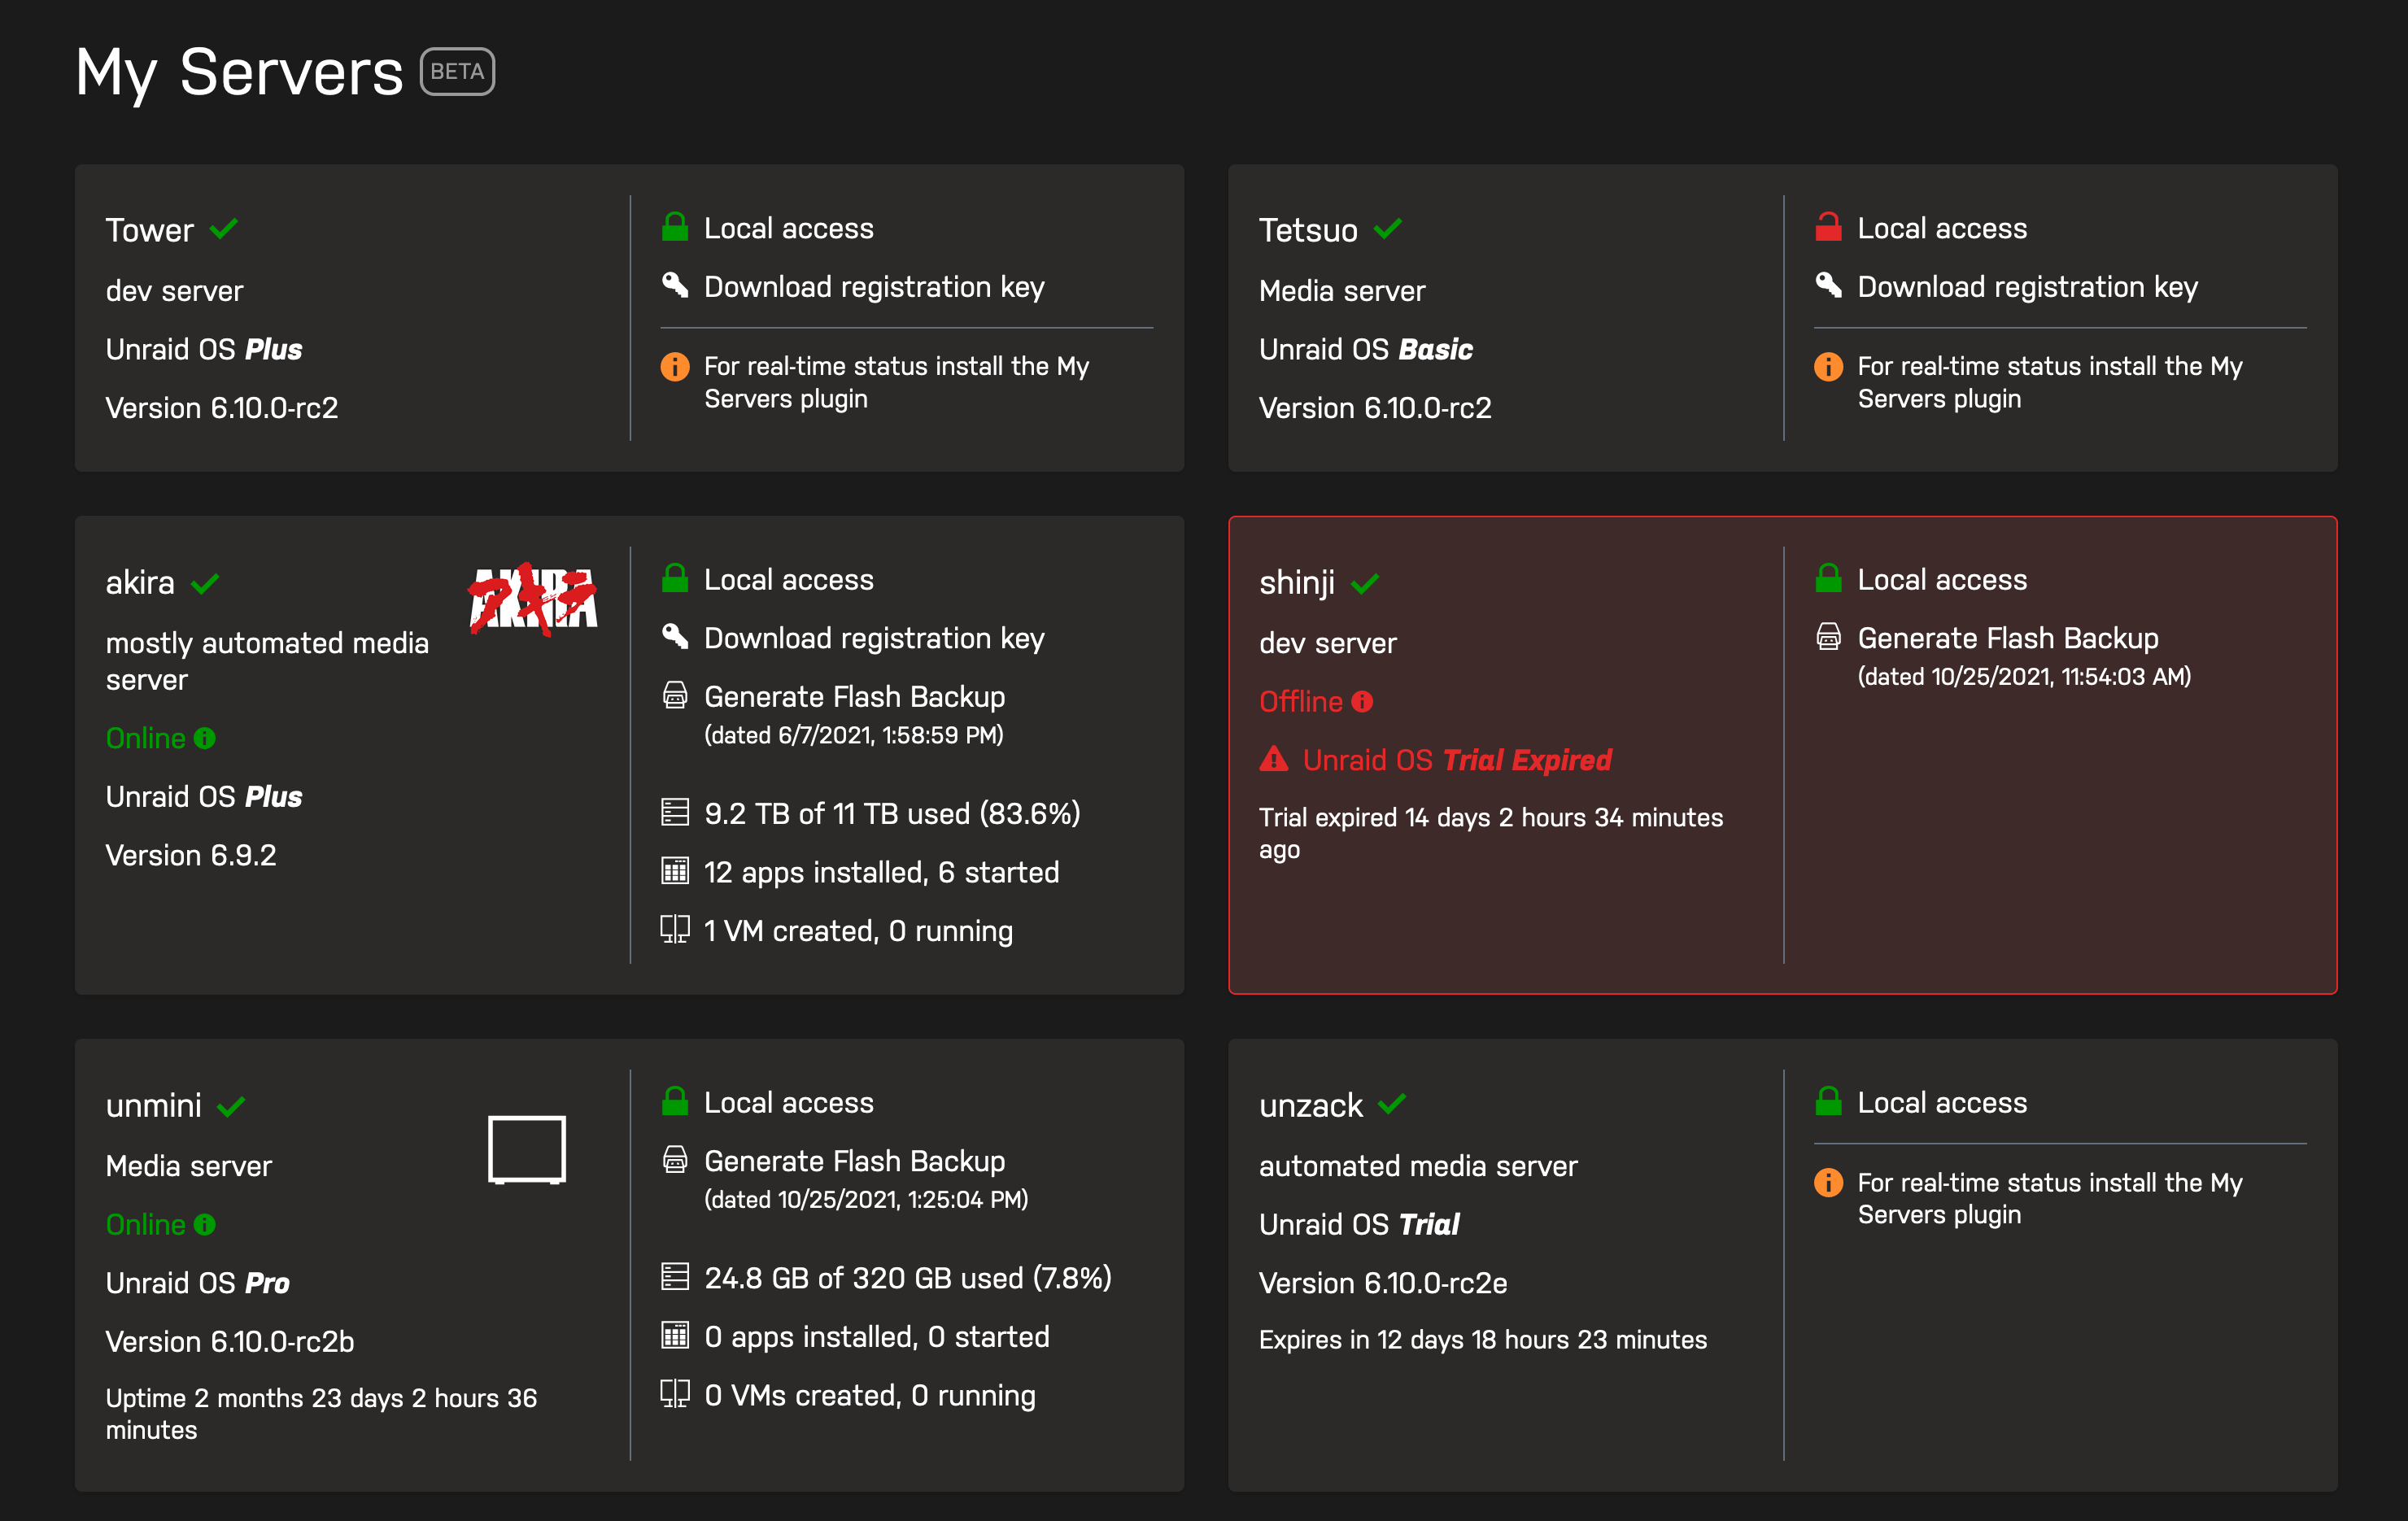 My Servers BETA
Tower
dev server
Unraid OS Plus
Version 6.10.0-rc2
Local access
Download registration key
For real-time status install the My
Servers plugin
Tetsuo
Media server
Unraid OS Basic
Version 6.10.0-rc2
Local access
Download registration key
For real-time status install the My
Servers plugin
akira
mostly automated media
server
Online
Unraid OS Plus
Version 6.9.2
AKIRA
アキラ
Local access
Download registration key
Generate Flash Backup
(dated 6/7/2021, 1:58:59 PM)
9.2 TB of 11 TB used (83.6%)
12 apps installed, 6 started
1 VM created, 0 running
shinji
dev server
Offline
Unraid OS Trial Expired
Trial expired 14 days 2 hours 34 minutes
ago
Local access
Generate Flash Backup
(dated 10/25/2021, 11:54:03 AM)
unmini
Media server
Online
Unraid OS Pro
Version 6.10.0-rc2b
Uptime 2 months 23 days 2 hours 36
minutes
Local access
Generate Flash Backup
(dated 10/25/2021, 1:25:04 PM)
24.8 GB of 320 GB used (7.8%)
0 apps installed, 0 started
0 VMs created, 0 running
unzack
automated media server
Unraid OS Trial
Version 6.10.0-rc2e
Expires in 12 days 18 hours 23 minutes
Local access
For real-time status install the My
Servers plugin